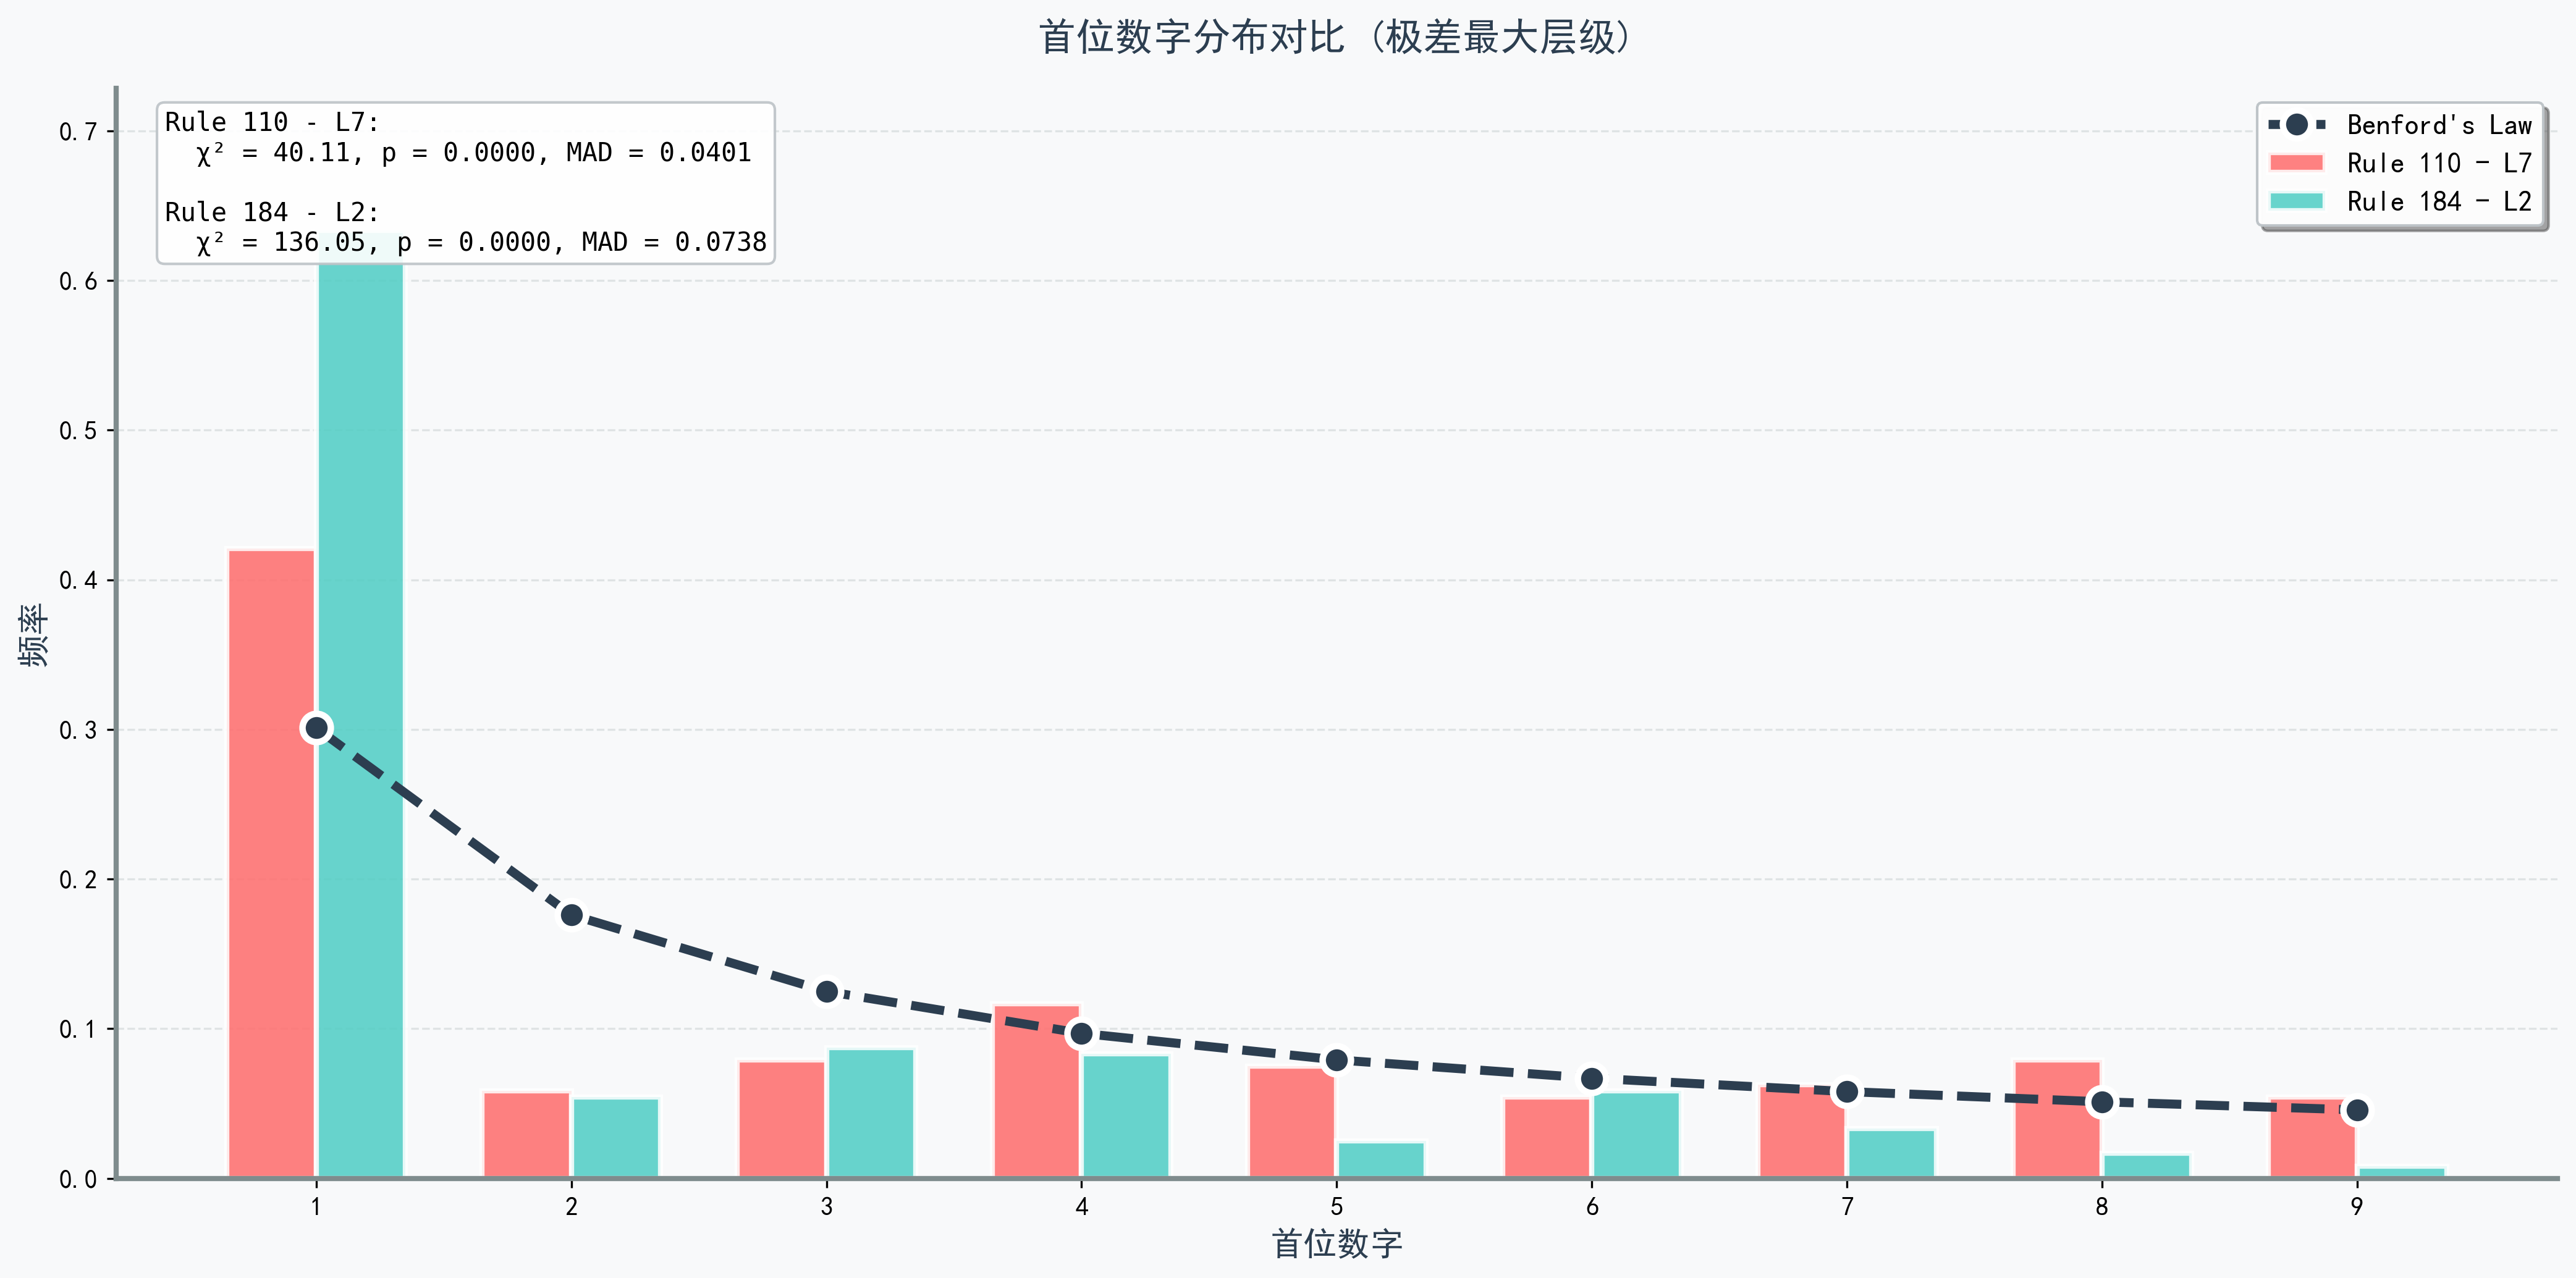 首位数字分布对比 (极差最大层级)
Rule 110 - L7:
χ² = 40.11, p = 0.0000, MAD = 0.0401
Rule 184 - L2:
χ² = 136.05, p = 0.0000, MAD = 0.0738
Benford's Law
Rule 110 - L7
Rule 184 - L2
频率
0.7
0.6
0.5
0.4
0.3
0.2
0.1
0.0
1 2 3 4 5 6 7 8 9
首位数字